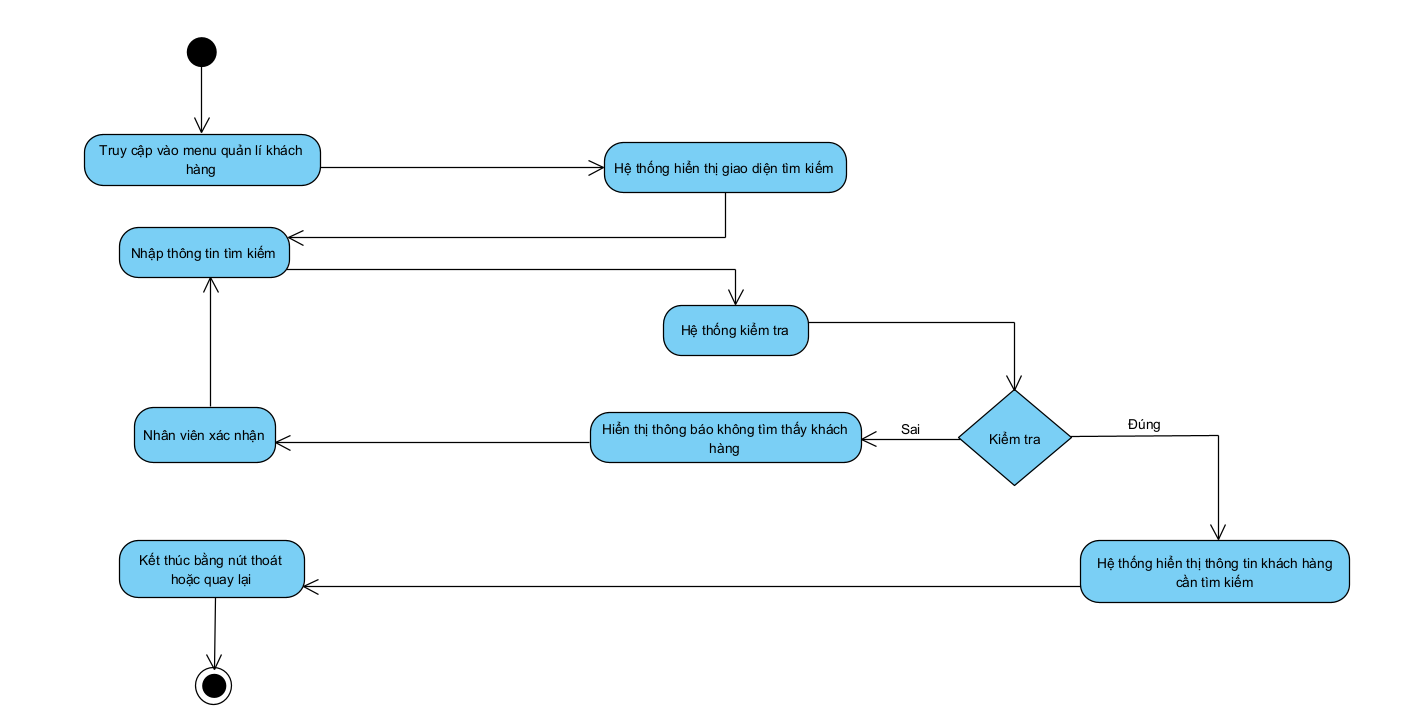 Truy cập vào menu quản lí khách
hàng
Hệ thống hiển thị giao diện tìm kiếm
Nhập thông tin tìm kiếm
Hệ thống kiểm tra
Kiểm tra
Đúng
Sai
Hiển thị thông báo không tìm thấy khách
hàng
Nhân viên xác nhận
Hệ thống hiển thị thông tin khách hàng
cần tìm kiếm
Kết thúc bằng nút thoát
hoặc quay lại